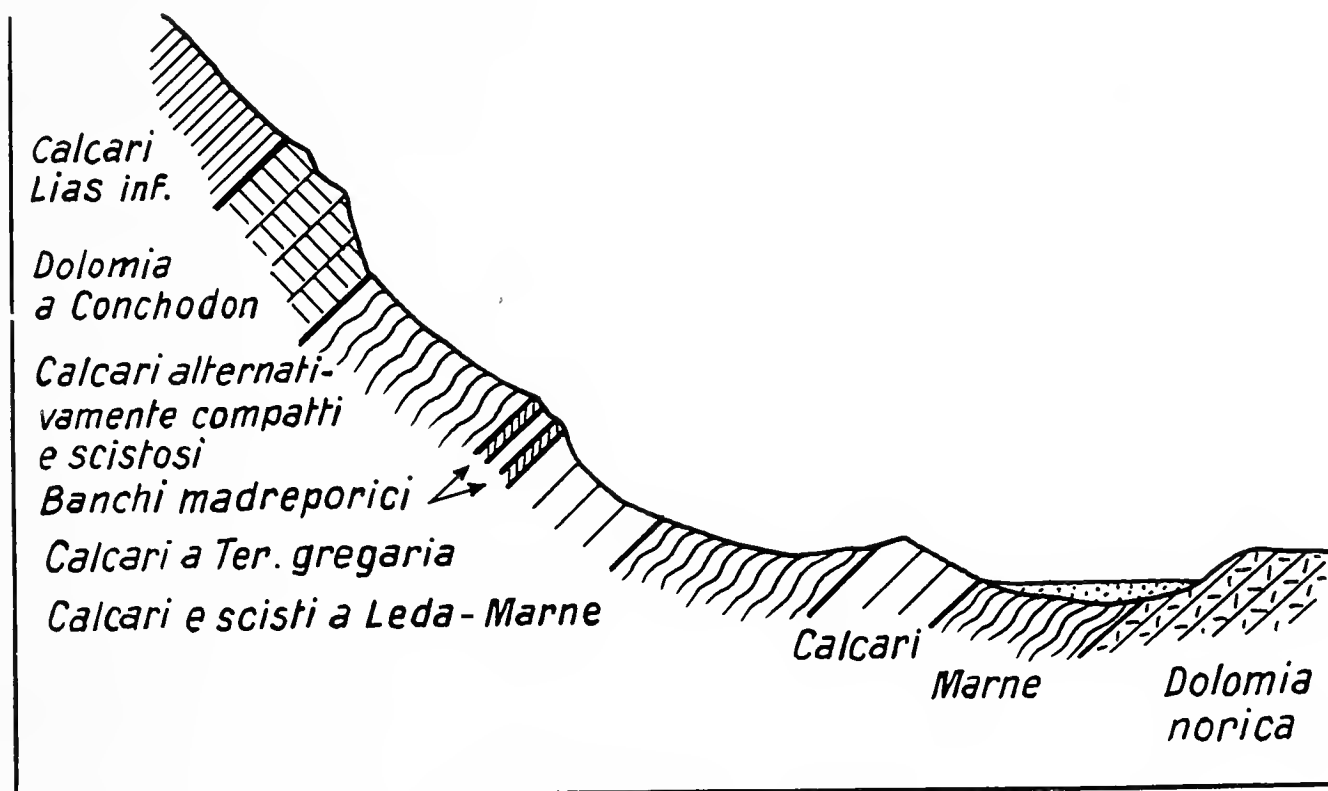 Calcari
Lias inf.
Dolomia
a Conchodon
Calcari alternati-
vamente compatti
e scistosi
Banchi madreporici
Calcari a Ter. gregaria
Calcari e scisti a Leda-Marne
Calcari
Marne
Dolomia
norica